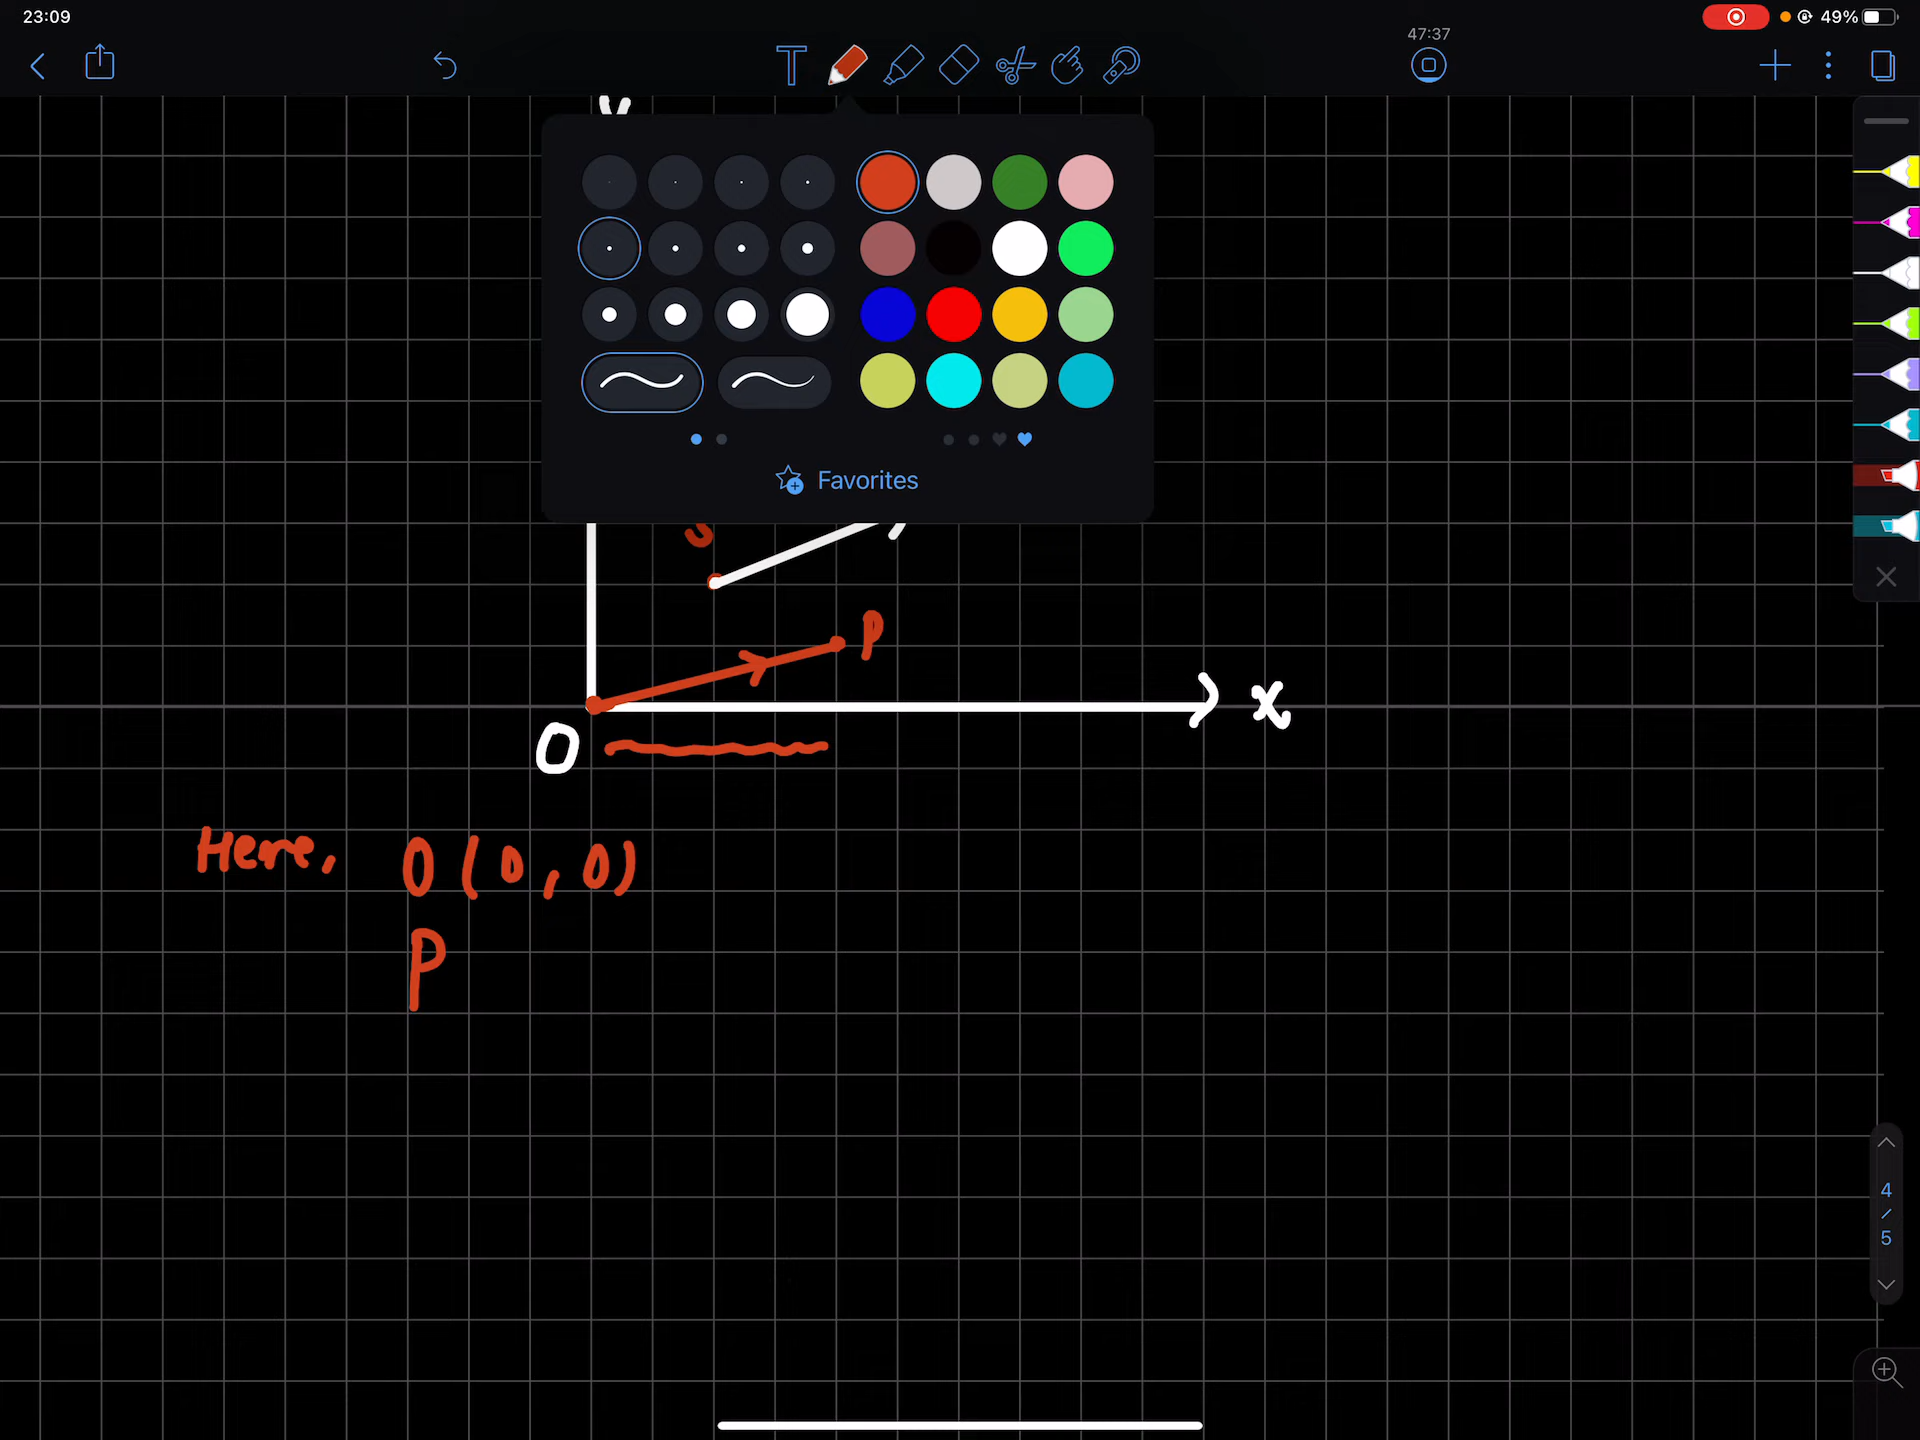 23:09
49%
47:37
T
y
Favorites
S
P
x
O
Here, O (0, 0)
P
4
/
5